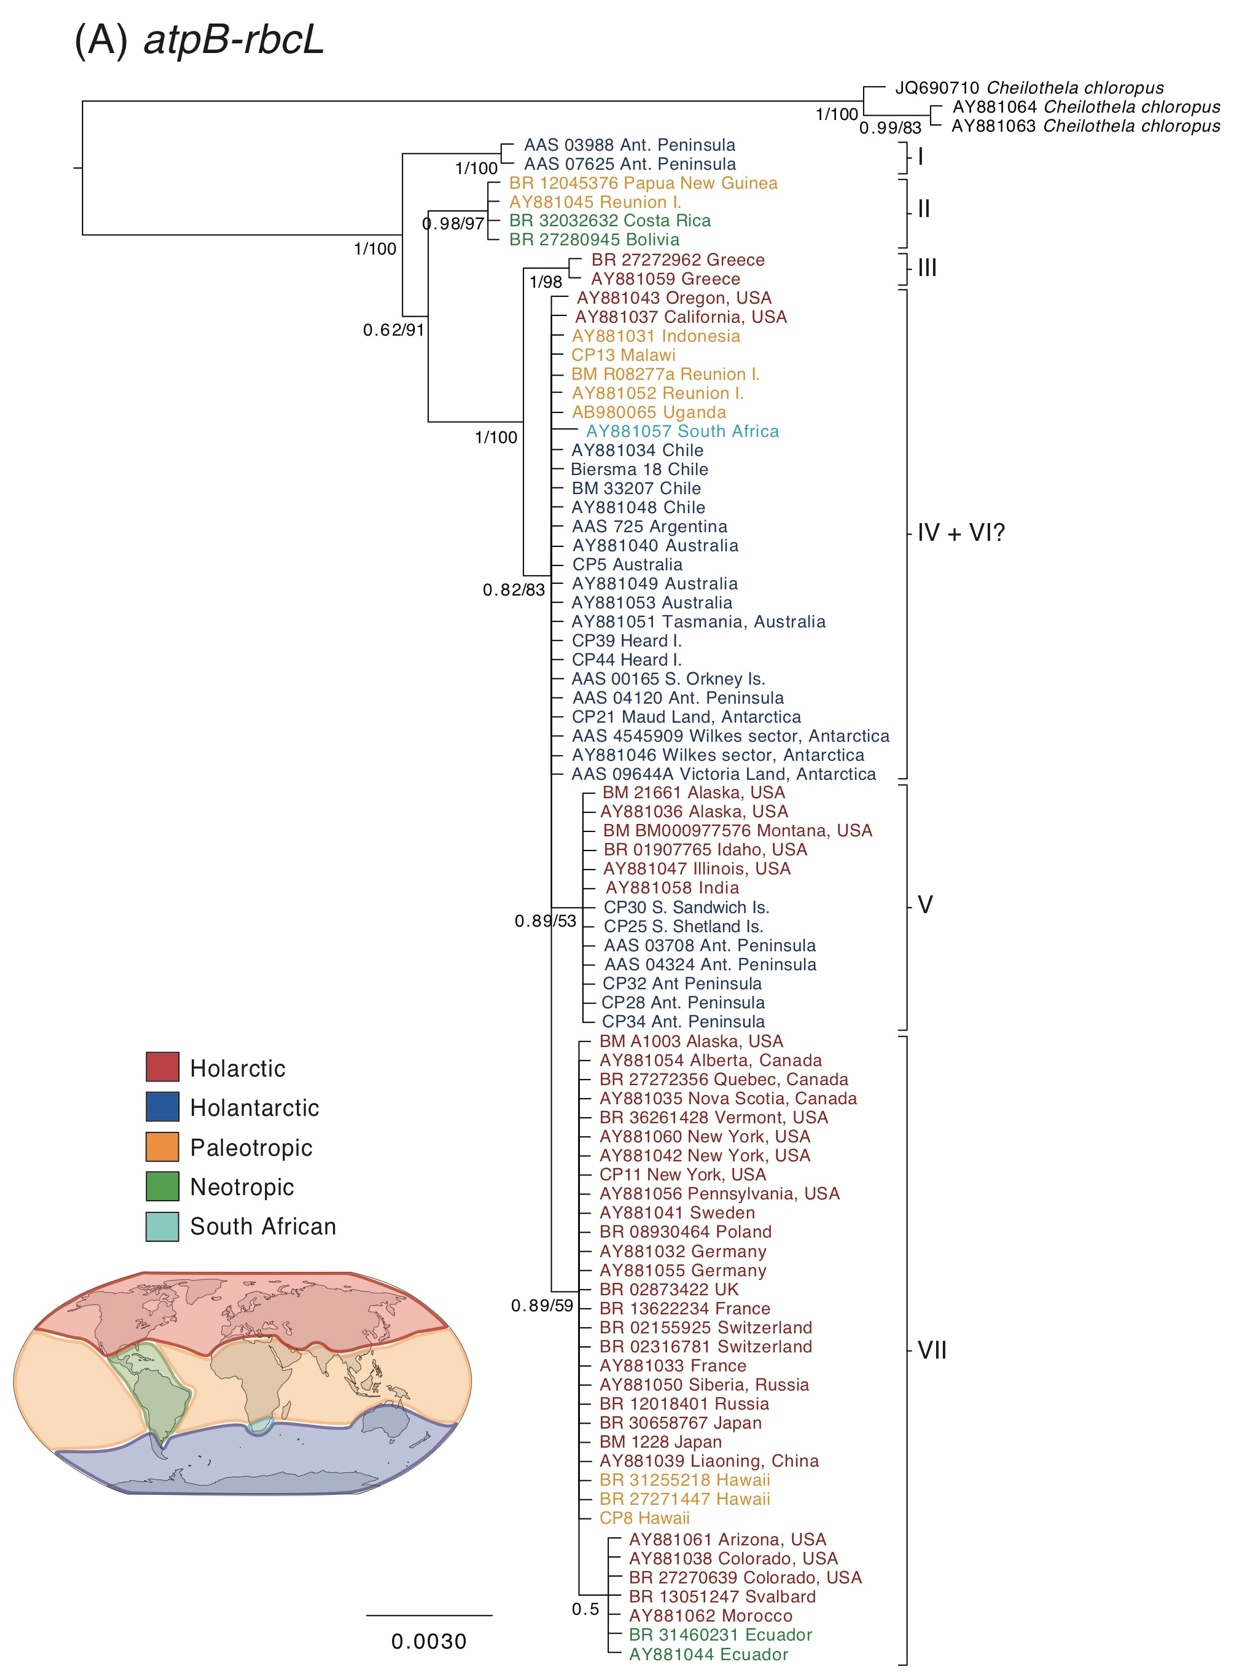 (A) atpB-rbcL
JQ690710 Cheilothela chloropus
AY881064 Cheilothela chloropus
1/100
0.99/83
AY881063 Cheilothela chloropus
AAS 03988 Ant. Peninsula
AAS 07625 Ant. Peninsula
1/100
I
BR 12045376 Papua New Guinea
AY881045 Reunion I.
BR 32032632 Costa Rica
BR 27280945 Bolivia
0.98/97
II
1/100
BR 27272962 Greece
AY881059 Greece
1/98
III
0.62/91
AY881043 Oregon, USA
AY881037 California, USA
AY881031 Indonesia
CP13 Malawi
BM R08277a Reunion I.
AY881052 Reunion I.
AB980065 Uganda
AY881057 South Africa
1/100
AY881034 Chile
Biersma 18 Chile
BM 33207 Chile
AY881048 Chile
AAS 725 Argentina
IV + VI?
AY881040 Australia
CP5 Australia
AY881049 Australia
0.82/83
AY881053 Australia
AY881051 Tasmania, Australia
CP39 Heard I.
CP44 Heard I.
AAS 00165 S. Orkney Is.
AAS 04120 Ant. Peninsula
CP21 Maud Land, Antarctica
AAS 4545909 Wilkes sector, Antarctica
AY881046 Wilkes sector, Antarctica
AAS 09644A Victoria Land, Antarctica
BM 21661 Alaska, USA
AY881036 Alaska, USA
BM BM000977576 Montana, USA
BR 01907765 Idaho, USA
AY881047 Illinois, USA
AY881058 India
CP30 S. Sandwich Is.
V
0.89/53
CP25 S. Shetland Is.
AAS 03708 Ant. Peninsula
AAS 04324 Ant. Peninsula
CP32 Ant Peninsula
CP28 Ant. Peninsula
CP34 Ant. Peninsula
BM A1003 Alaska, USA
AY881054 Alberta, Canada
BR 27272356 Quebec, Canada
AY881035 Nova Scotia, Canada
BR 36261428 Vermont, USA
AY881060 New York, USA
AY881042 New York, USA
CP11 New York, USA
AY881056 Pennsylvania, USA
AY881041 Sweden
BR 08930464 Poland
AY881032 Germany
AY881055 Germany
BR 02873422 UK
0.89/59
BR 13622234 France
BR 02155925 Switzerland
BR 02316781 Switzerland
VII
AY881033 France
AY881050 Siberia, Russia
BR 12018401 Russia
BR 30658767 Japan
BM 1228 Japan
AY881039 Liaoning, China
BR 31255218 Hawaii
BR 27271447 Hawaii
CP8 Hawaii
AY881061 Arizona, USA
AY881038 Colorado, USA
BR 27270639 Colorado, USA
BR 13051247 Svalbard
0.5
AY881062 Morocco
BR 31460231 Ecuador
AY881044 Ecuador
Holarctic
Holantarctic
Paleotropic
Neotropic
South African
0.0030